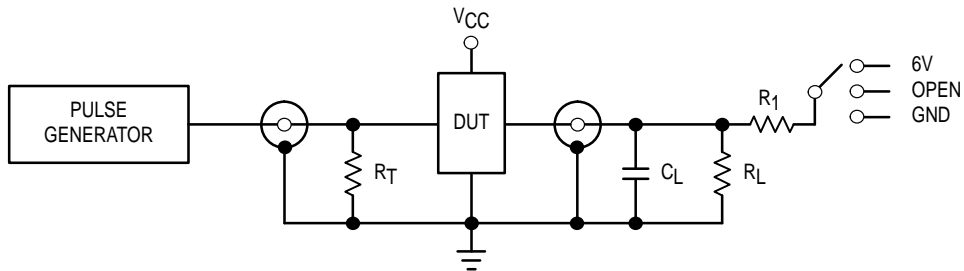 VCC
PULSE
GENERATOR
DUT
RT
CL
RL
R1
6V
OPEN
GND